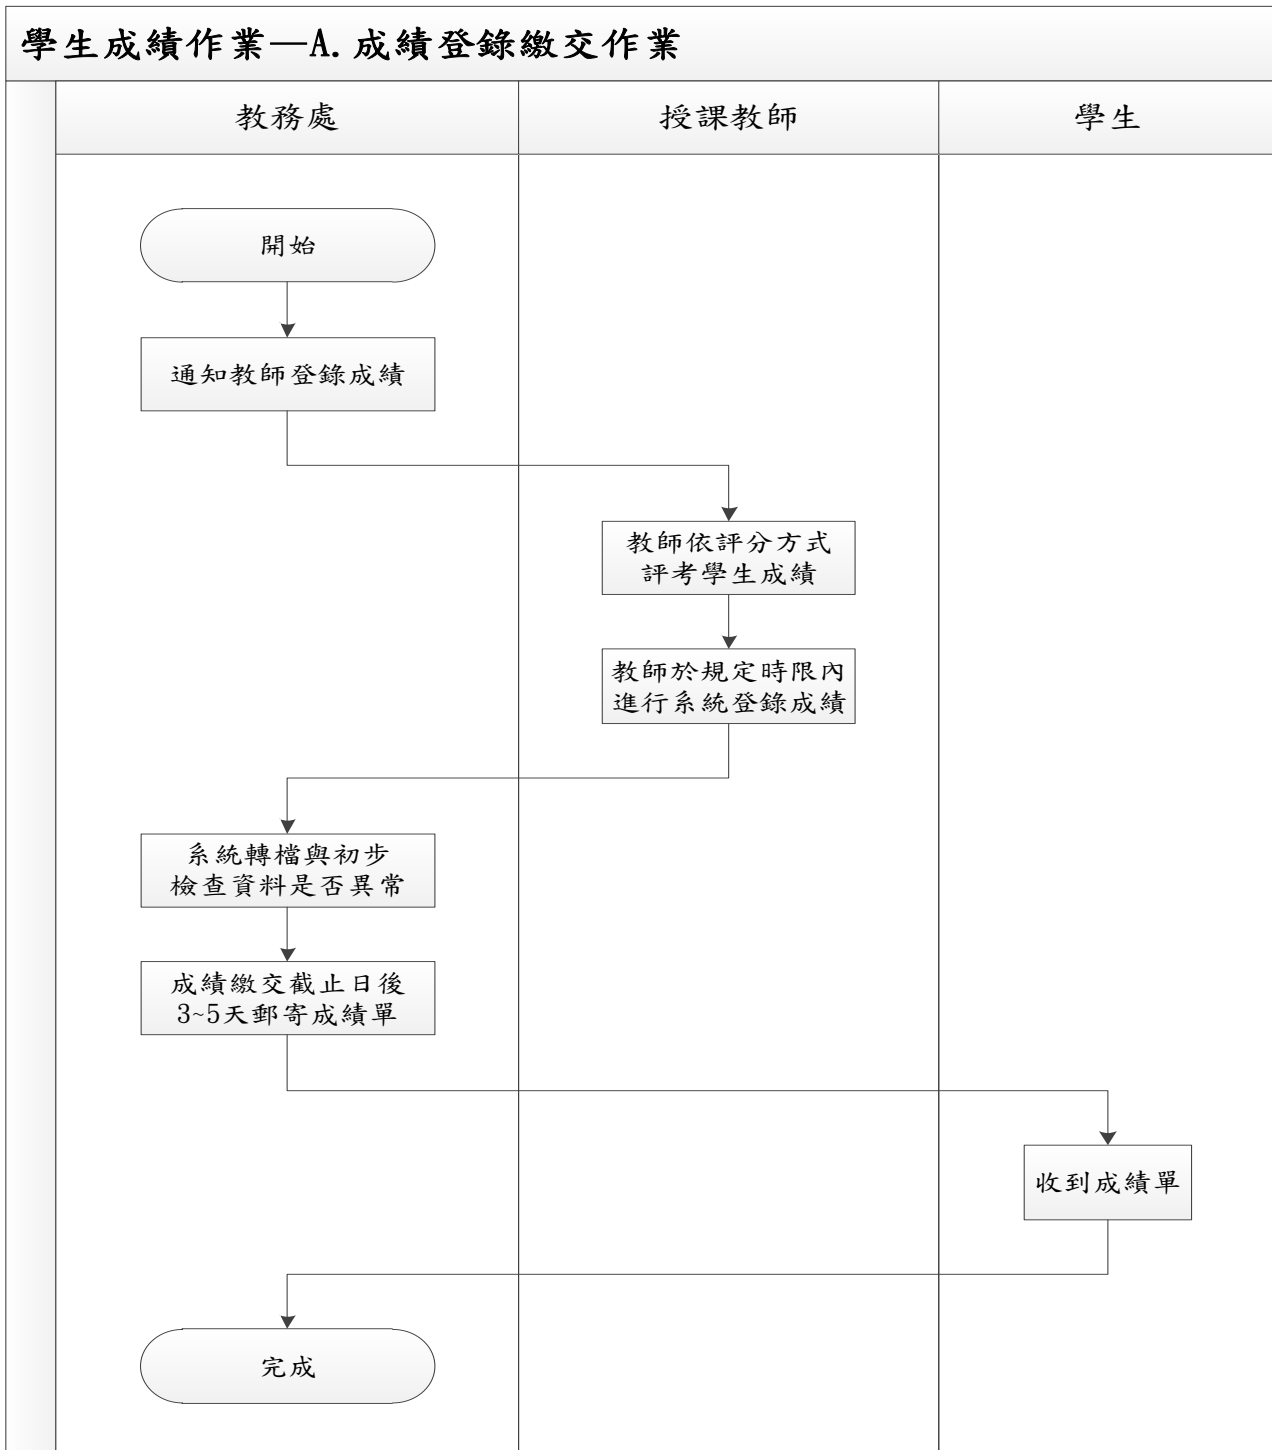 學生成績作業—A.成績登錄繳交作業
教務處
授課教師
學生
開始
通知教師登錄成績
教師依評分方式
評考學生成績
教師於規定時限內
進行系統登錄成績
系統轉檔與初步
檢查資料是否異常
成績繳交截止日後
3~5天郵寄成績單
收到成績單
完成